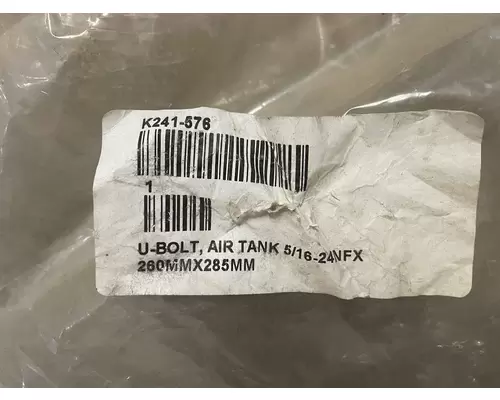 K241-576
1
U-BOLT, AIR TANK 5/16-24NFX
260MMX285MM